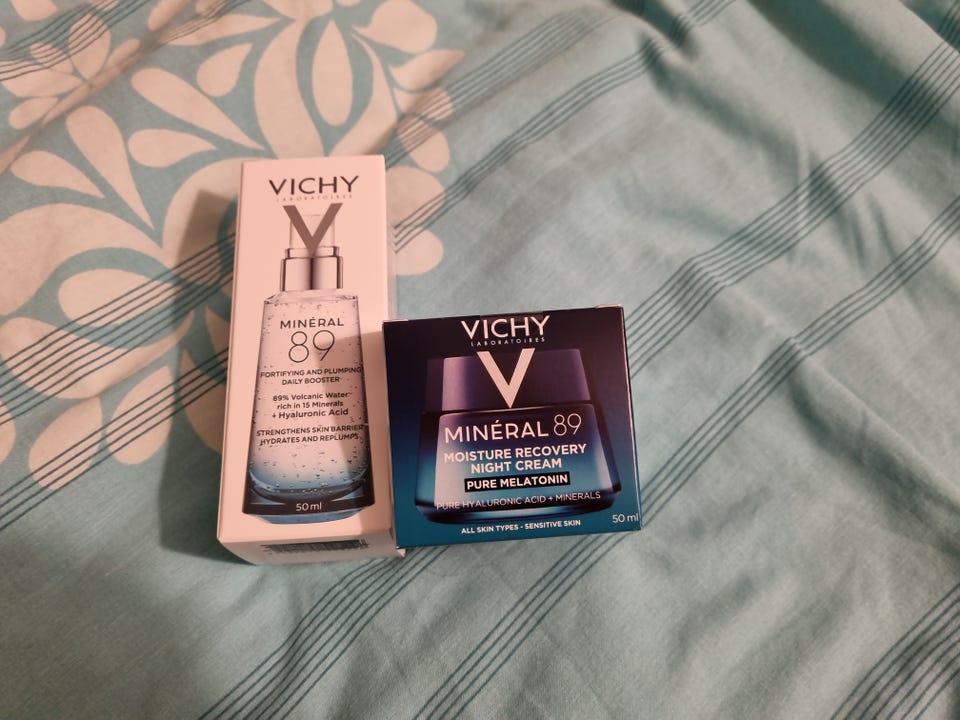 VICHY
LABORATOIRES
MINÉRAL
89
FORTIFYING AND PLUMPING
DAILY BOOSTER
89% Volcanic Water
rich in 15 Minerals
+ Hyaluronic Acid
STRENGTHENS SKIN BARRIER
HYDRATES AND REPLUMPS
50 ml
VICHY
LABORATOIRES
MINÉRAL 89
MOISTURE RECOVERY
NIGHT CREAM
PURE MELATONIN
PURE HYALURONIC ACID + MINERALS
ALL SKIN TYPES - SENSITIVE SKIN
50 ml